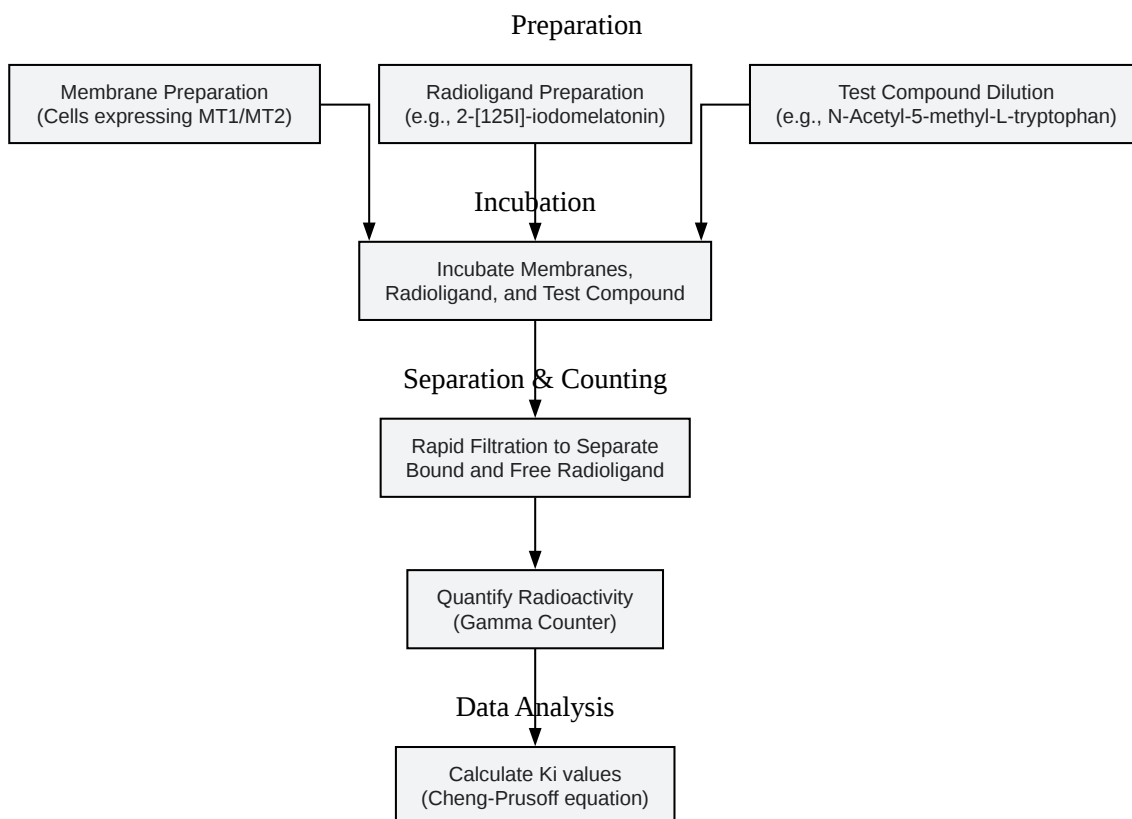 Preparation
Membrane Preparation
(Cells expressing MT1/MT2)
Radioligand Preparation
(e.g., 2-[125I]-iodomelatonin)
Test Compound Dilution
(e.g., N-Acetyl-5-methyl-L-tryptophan)
Incubation
Incubate Membranes,
Radioligand, and Test Compound
Separation & Counting
Rapid Filtration to Separate
Bound and Free Radioligand
Quantify Radioactivity
(Gamma Counter)
Data Analysis
Calculate Ki values
(Cheng-Prusoff equation)